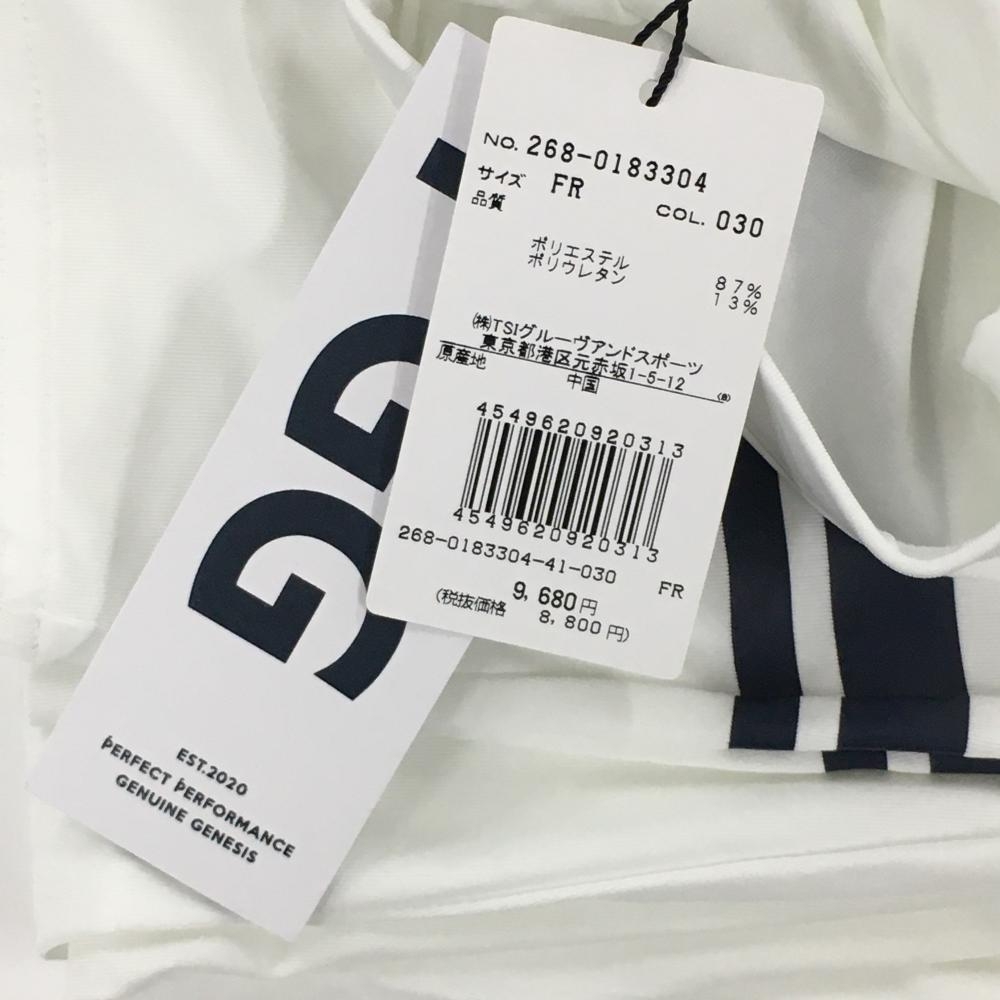 NO. 268-0183304
サイズ FR
品質 COL. 030
ポリエステル 87%
ポリウレタン 13%
㈱TSIグルーヴアンドスポーツ
東京都港区元赤坂1-5-12
原産地 中国 (B)
4549620920313
4549620920313
268-0183304-41-030 FR
9,680円
(税抜価格 8,800円)
GG
EST.2020
PERFECT PERFORMANCE
GENUINE GENESIS